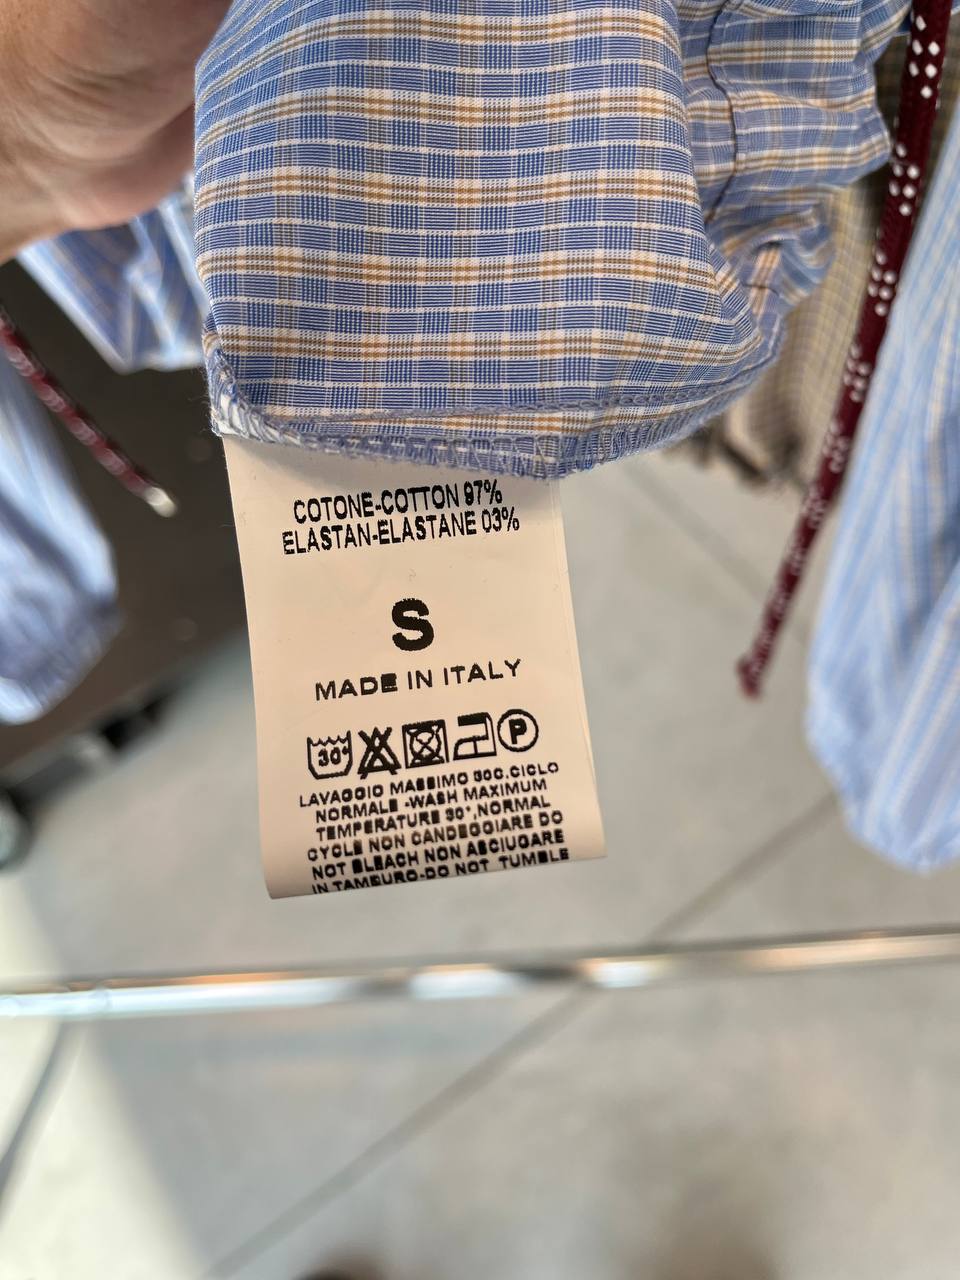 COTONE-COTTON 97%
ELASTAN-ELASTANE 03%
S
MADE IN ITALY
30°
P
LAVAGGIO MASSIMO 30C.CICLO
NORMALE -WASH MAXIMUM
TEMPERATURE 30°,NORMAL
CYCLE NON CANDEGGIARE DO
NOT BLEACH NON ASCIUGARE
IN TAMBURO-DO NOT TUMBLE